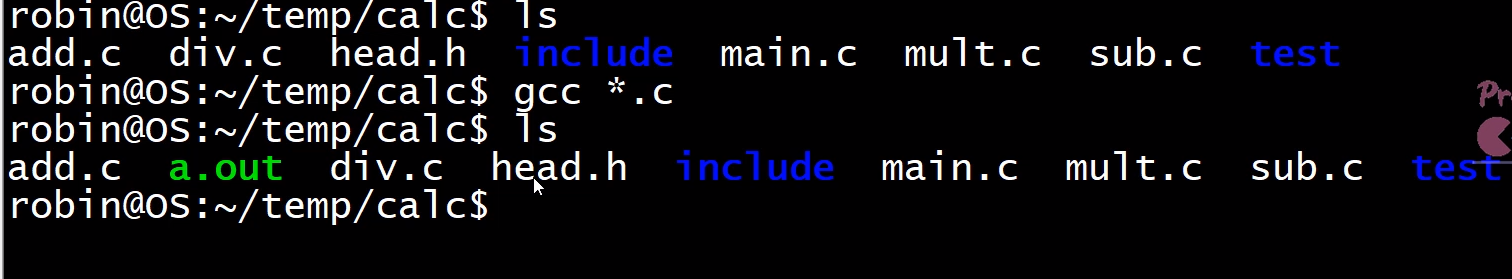 robin@OS:~/temp/calc$ ls
add.c div.c head.h include main.c mult.c sub.c test
robin@OS:~/temp/calc$ gcc *.c
robin@OS:~/temp/calc$ ls
add.c a.out div.c head.h include main.c mult.c sub.c test
robin@OS:~/temp/calc$